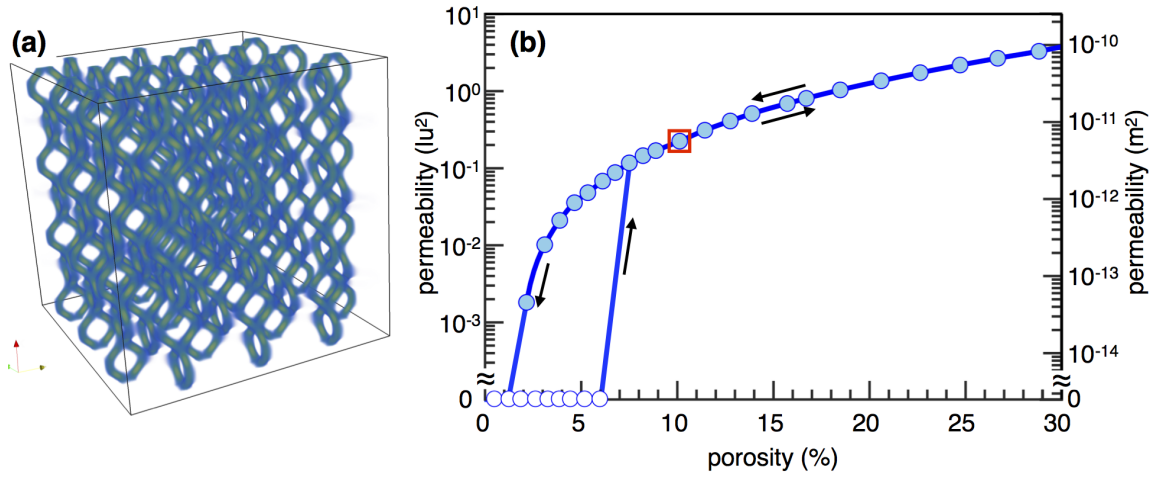 (a)
(b)
permeability (lu²)
10¹
10⁰
10⁻¹
10⁻²
10⁻³
0
≈
≈
10⁻¹⁰
10⁻¹¹
10⁻¹²
10⁻¹³
10⁻¹⁴
0
permeability (m²)
0 5 10 15 20 25 30
porosity (%)